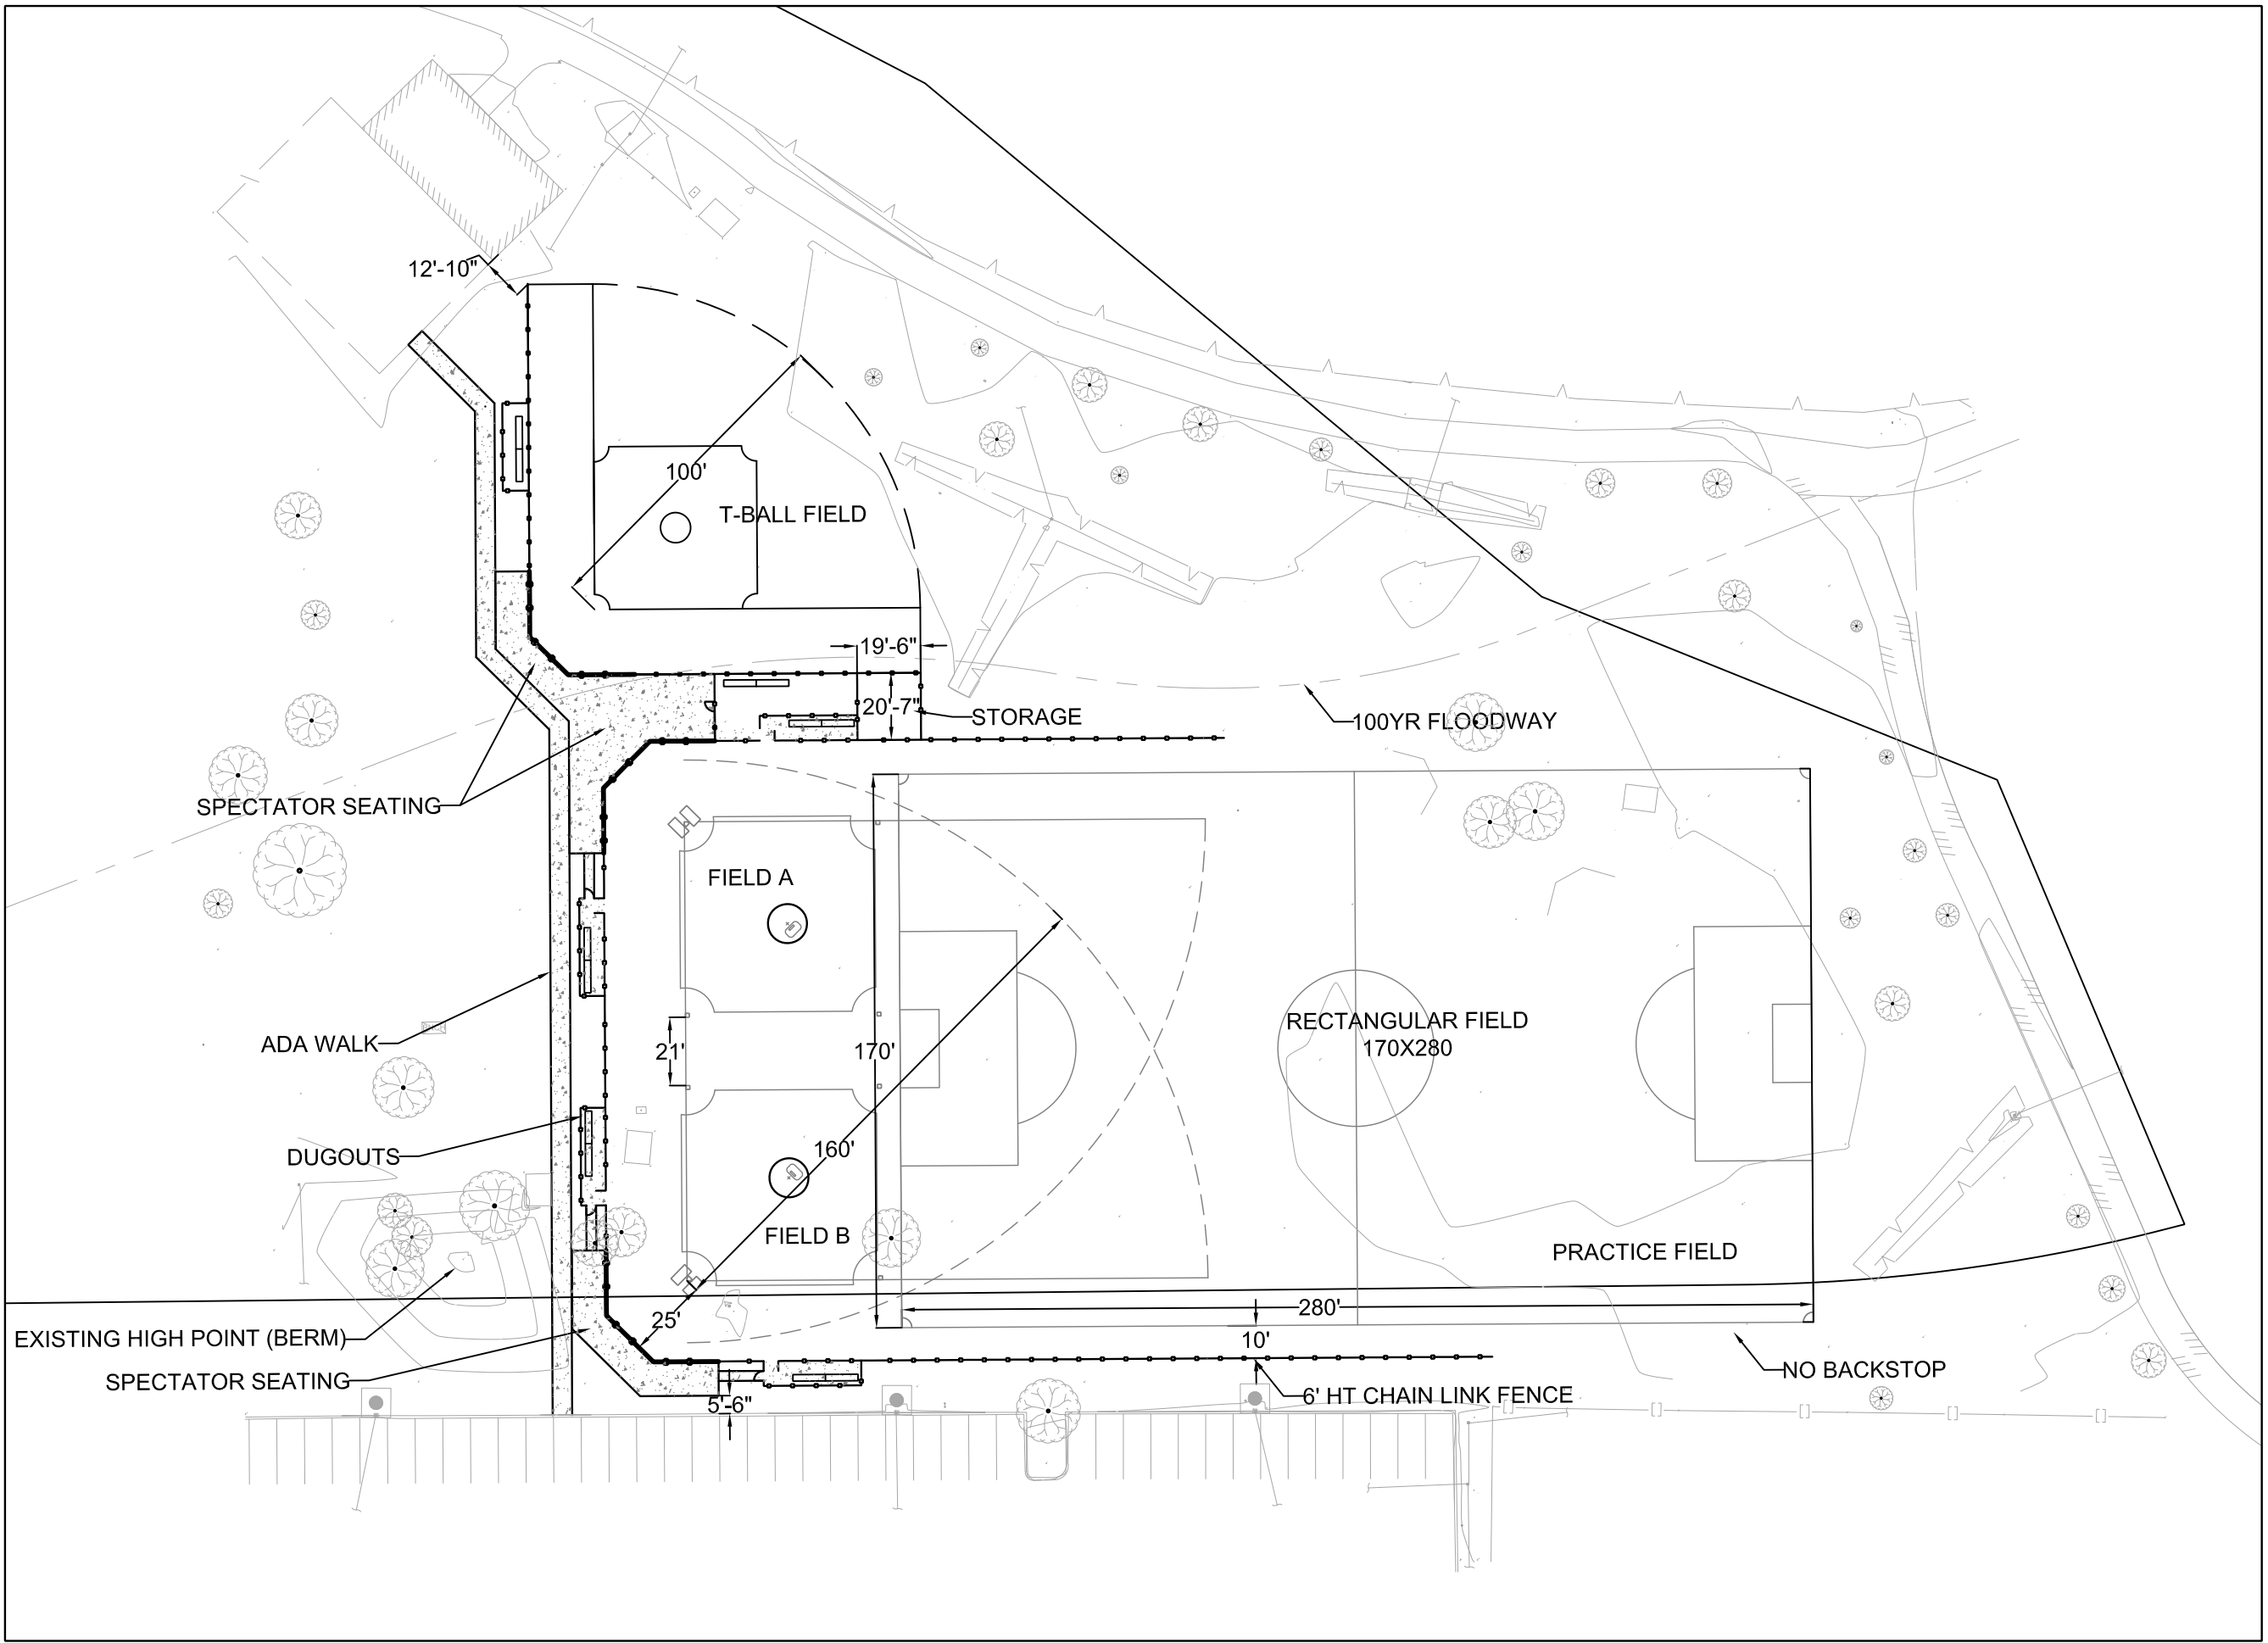 12'-10"
100'
T-BALL FIELD
19'-6"
20'-7"
STORAGE
100YR FLOODWAY
SPECTATOR SEATING
FIELD A
RECTANGULAR FIELD
170X280
ADA WALK
21'
170'
160'
DUGOUTS
FIELD B
PRACTICE FIELD
280'
25'
EXISTING HIGH POINT (BERM)
10'
NO BACKSTOP
SPECTATOR SEATING
5'-6"
6' HT CHAIN LINK FENCE